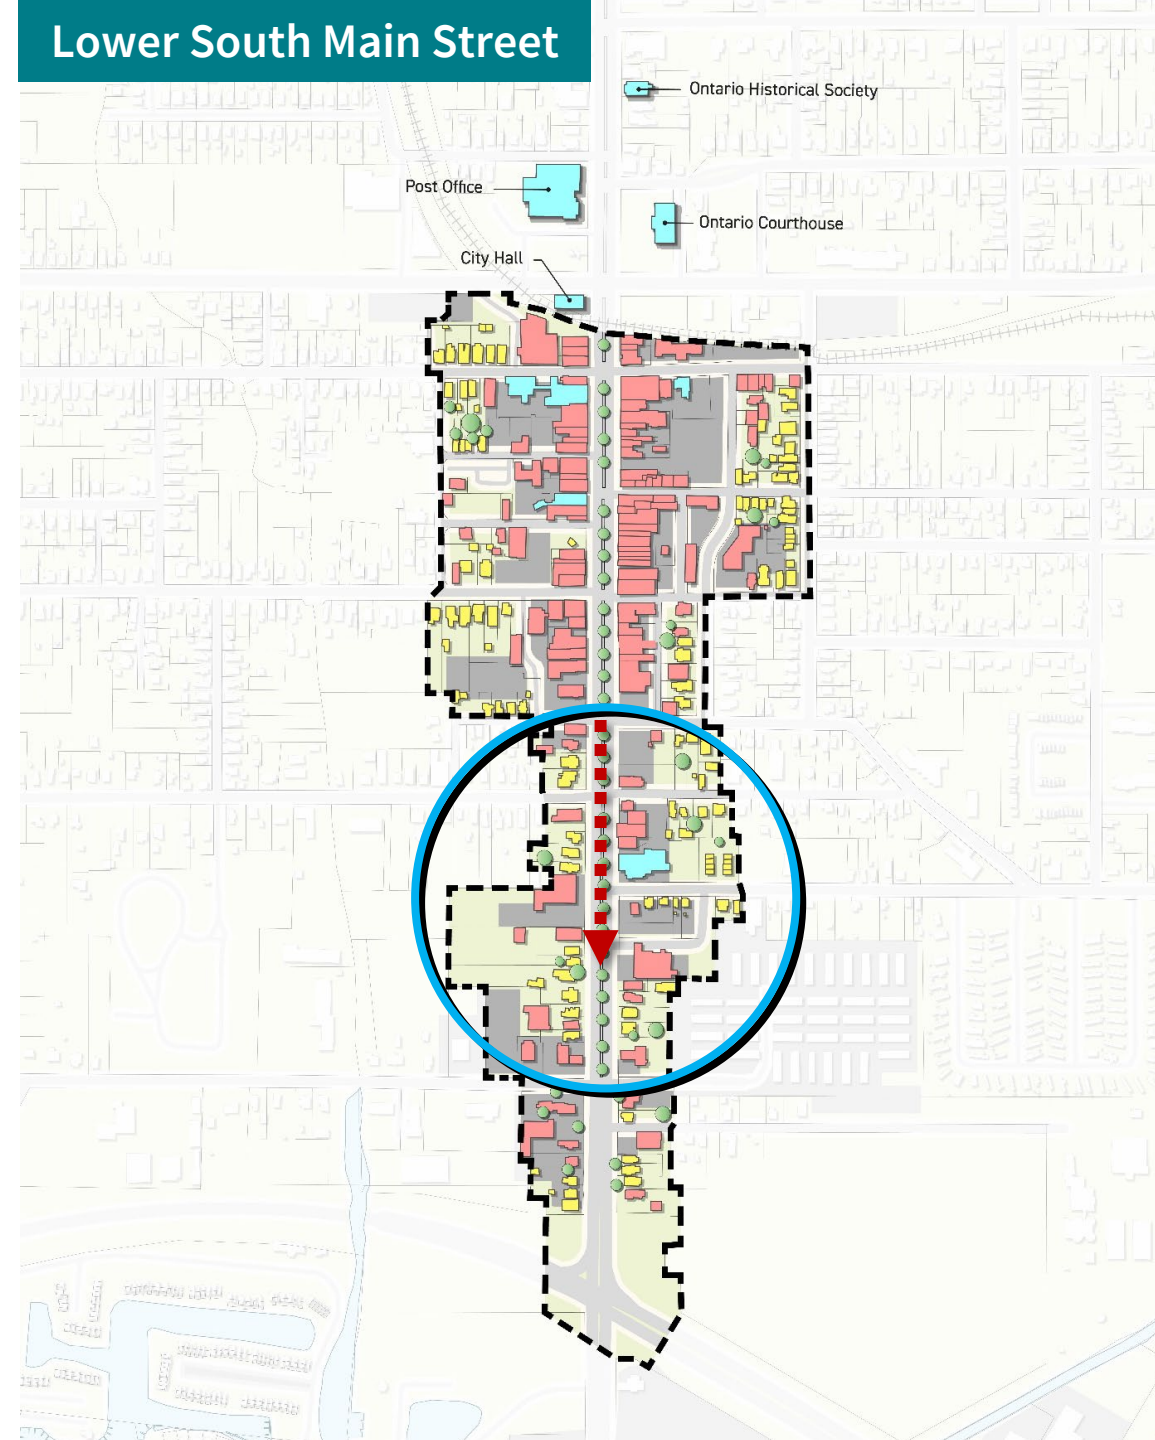 Lower South Main Street
Ontario Historical Society
Post Office
Ontario Courthouse
City Hall